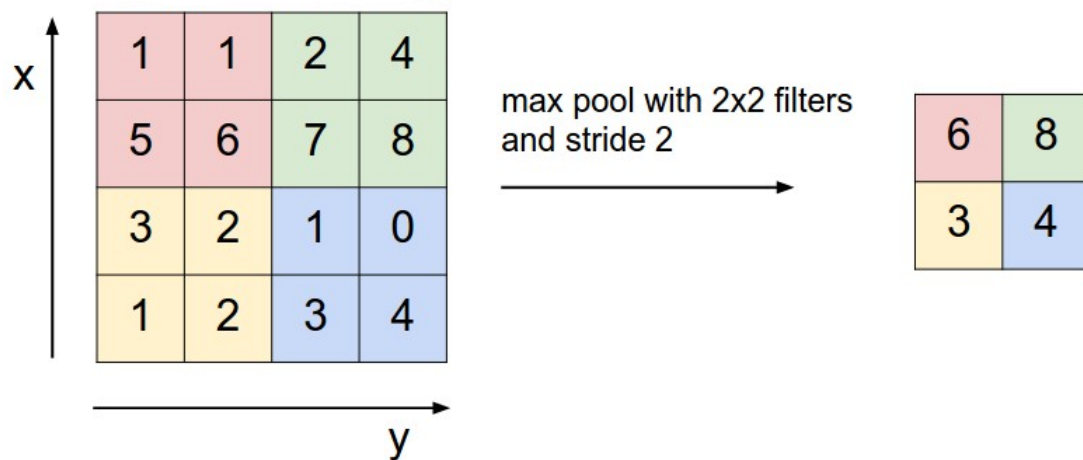 x
1 1 2 4
5 6 7 8
3 2 1 0
1 2 3 4
y
max pool with 2x2 filters
and stride 2
6 8
3 4